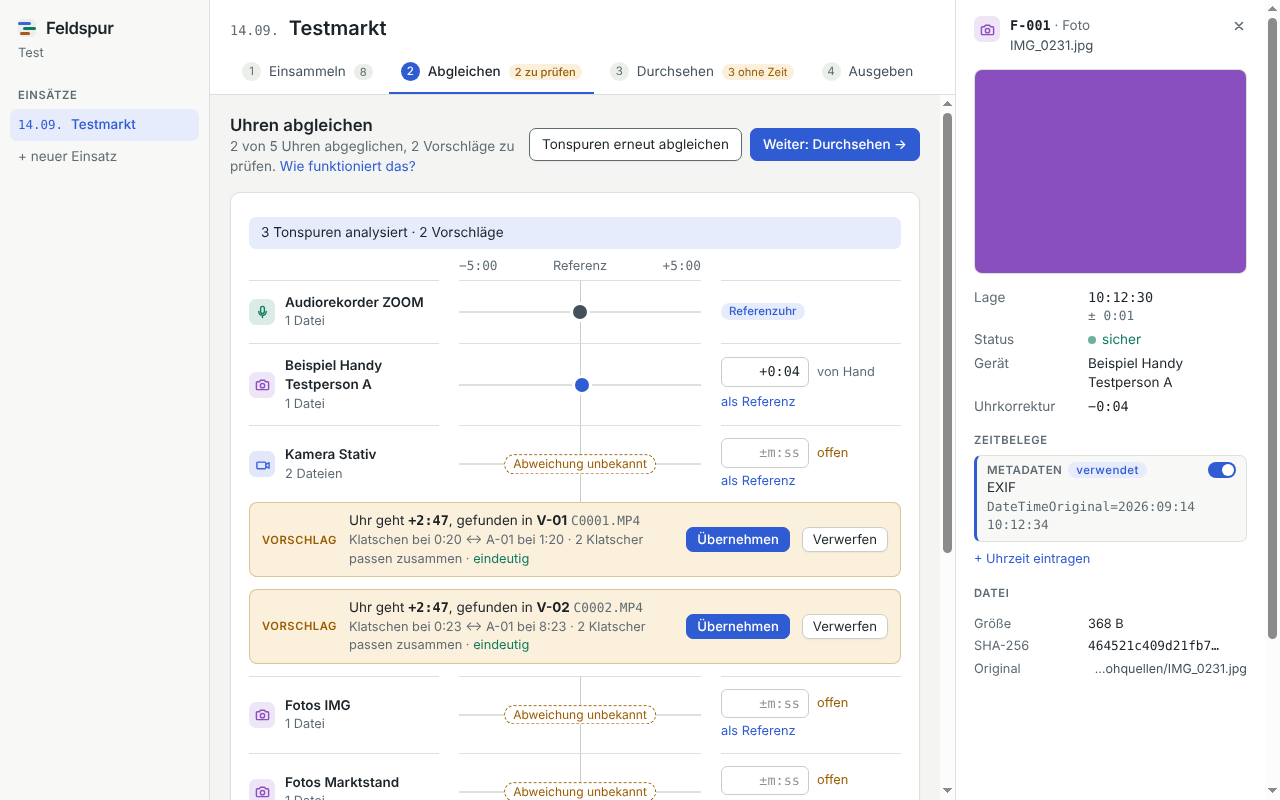 Feldspur
Test
EINSÄTZE
14.09. Testmarkt
+ neuer Einsatz
14.09. Testmarkt
1 Einsammeln 8
2 Abgleichen 2 zu prüfen
3 Durchsehen 3 ohne Zeit
4 Ausgeben
Uhren abgleichen
2 von 5 Uhren abgeglichen, 2 Vorschläge zu
prüfen. Wie funktioniert das?
Tonspuren erneut abgleichen
Weiter: Durchsehen →
3 Tonspuren analysiert · 2 Vorschläge
−5:00 Referenz +5:00
Audiorekorder ZOOM
1 Datei
Referenzuhr
Beispiel Handy
Testperson A
1 Datei
+0:04 von Hand
als Referenz
Kamera Stativ
2 Dateien
Abweichung unbekannt
±m:ss offen
als Referenz
VORSCHLAG
Uhr geht +2:47, gefunden in V-01 C0001.MP4
Klatschen bei 0:20 ↔ A-01 bei 1:20 · 2 Klatscher
passen zusammen · eindeutig
Übernehmen Verwerfen
VORSCHLAG
Uhr geht +2:47, gefunden in V-02 C0002.MP4
Klatschen bei 0:23 ↔ A-01 bei 8:23 · 2 Klatscher
passen zusammen · eindeutig
Übernehmen Verwerfen
Fotos IMG
1 Datei
Abweichung unbekannt
±m:ss offen
als Referenz
Fotos Marktstand
1 Datei
Abweichung unbekannt
±m:ss offen
F-001 · Foto
IMG_0231.jpg
×
Lage 10:12:30
± 0:01
Status sicher
Gerät Beispiel Handy
Testperson A
Uhrkorrektur −0:04
ZEITBELEGE
METADATEN verwendet
EXIF
DateTimeOriginal=2026:09:14
10:12:34
+ Uhrzeit eintragen
DATEI
Größe 368 B
SHA-256 464521c409d21fb7…
Original …ohquellen/IMG_0231.jpg